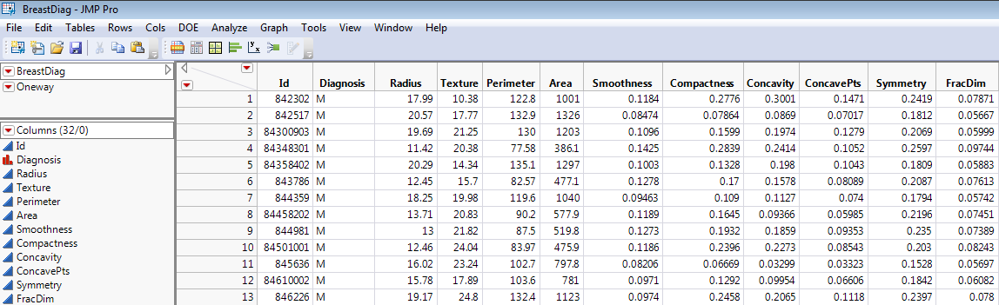 BreastDiag - JMP Pro
File Edit Tables Rows Cols DOE Analyze Graph Tools View Window Help
BreastDiag
Oneway
Columns (32/0)
Id
Diagnosis
Radius
Texture
Perimeter
Area
Smoothness
Compactness
Concavity
ConcavePts
Symmetry
FracDim
Id Diagnosis Radius Texture Perimeter Area Smoothness Compactness Concavity ConcavePts Symmetry FracDim
1 842302 M 17.99 10.38 122.8 1001 0.1184 0.2776 0.3001 0.1471 0.2419 0.07871
2 842517 M 20.57 17.77 132.9 1326 0.08474 0.07864 0.0869 0.07017 0.1812 0.05667
3 84300903 M 19.69 21.25 130 1203 0.1096 0.1599 0.1974 0.1279 0.2069 0.05999
4 84348301 M 11.42 20.38 77.58 386.1 0.1425 0.2839 0.2414 0.1052 0.2597 0.09744
5 84358402 M 20.29 14.34 135.1 1297 0.1003 0.1328 0.198 0.1043 0.1809 0.05883
6 843786 M 12.45 15.7 82.57 477.1 0.1278 0.17 0.1578 0.08089 0.2087 0.07613
7 844359 M 18.25 19.98 119.6 1040 0.09463 0.109 0.1127 0.074 0.1794 0.05742
8 84458202 M 13.71 20.83 90.2 577.9 0.1189 0.1645 0.09366 0.05985 0.2196 0.07451
9 844981 M 13 21.82 87.5 519.8 0.1273 0.1932 0.1859 0.09353 0.235 0.07389
10 84501001 M 12.46 24.04 83.97 475.9 0.1186 0.2396 0.2273 0.08543 0.203 0.08243
11 845636 M 16.02 23.24 102.7 797.8 0.08206 0.06669 0.03299 0.03323 0.1528 0.05697
12 84610002 M 15.78 17.89 103.6 781 0.0971 0.1292 0.09954 0.06606 0.1842 0.06082
13 846226 M 19.17 24.8 132.4 1123 0.0974 0.2458 0.2065 0.1118 0.2397 0.078